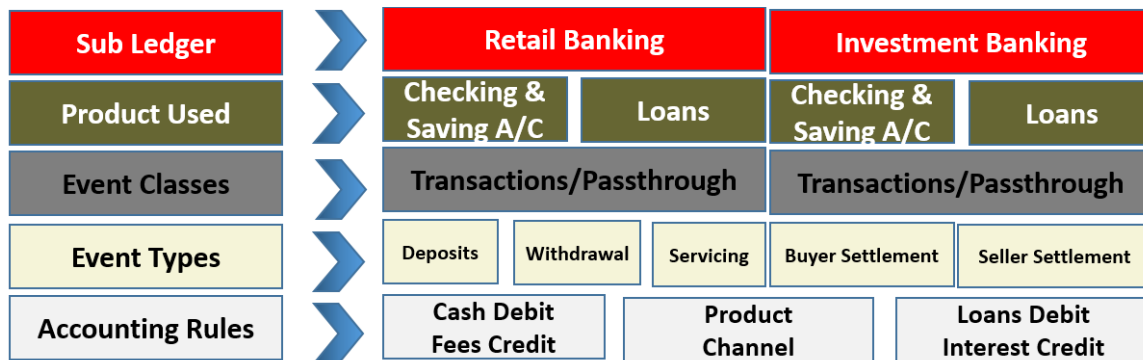 Sub Ledger
Retail Banking
Investment Banking
Product Used
Checking &
Saving A/C
Loans
Checking &
Saving A/C
Loans
Event Classes
Transactions/Passthrough
Transactions/Passthrough
Event Types
Deposits
Withdrawal
Servicing
Buyer Settlement
Seller Settlement
Accounting Rules
Cash Debit
Fees Credit
Product
Channel
Loans Debit
Interest Credit